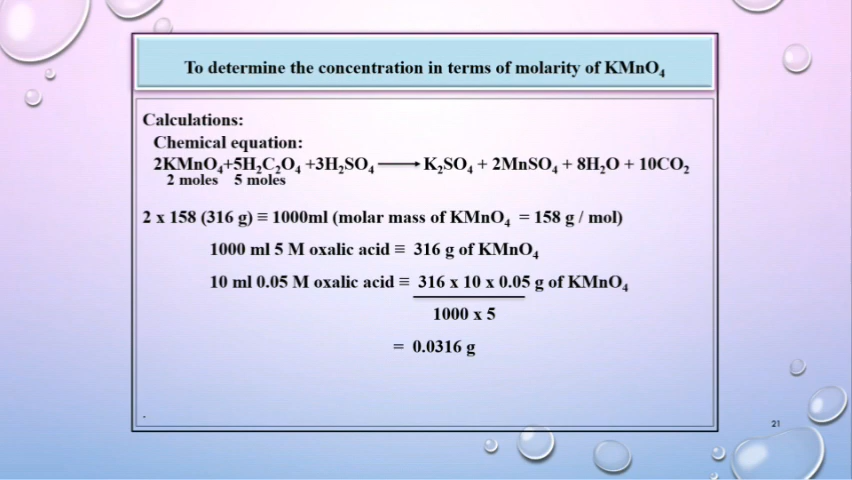 To determine the concentration in terms of molarity of KMnO₄
Calculations:
Chemical equation:
2KMnO₄+5H₂C₂O₄ +3H₂SO₄ ⟶ K₂SO₄ + 2MnSO₄ + 8H₂O + 10CO₂
2 moles 5 moles
2 x 158 (316 g) ≡ 1000ml (molar mass of KMnO₄ = 158 g / mol)
1000 ml 5 M oxalic acid ≡ 316 g of KMnO₄
10 ml 0.05 M oxalic acid ≡ 316 x 10 x 0.05 g of KMnO₄
1000 x 5
= 0.0316 g
.
21